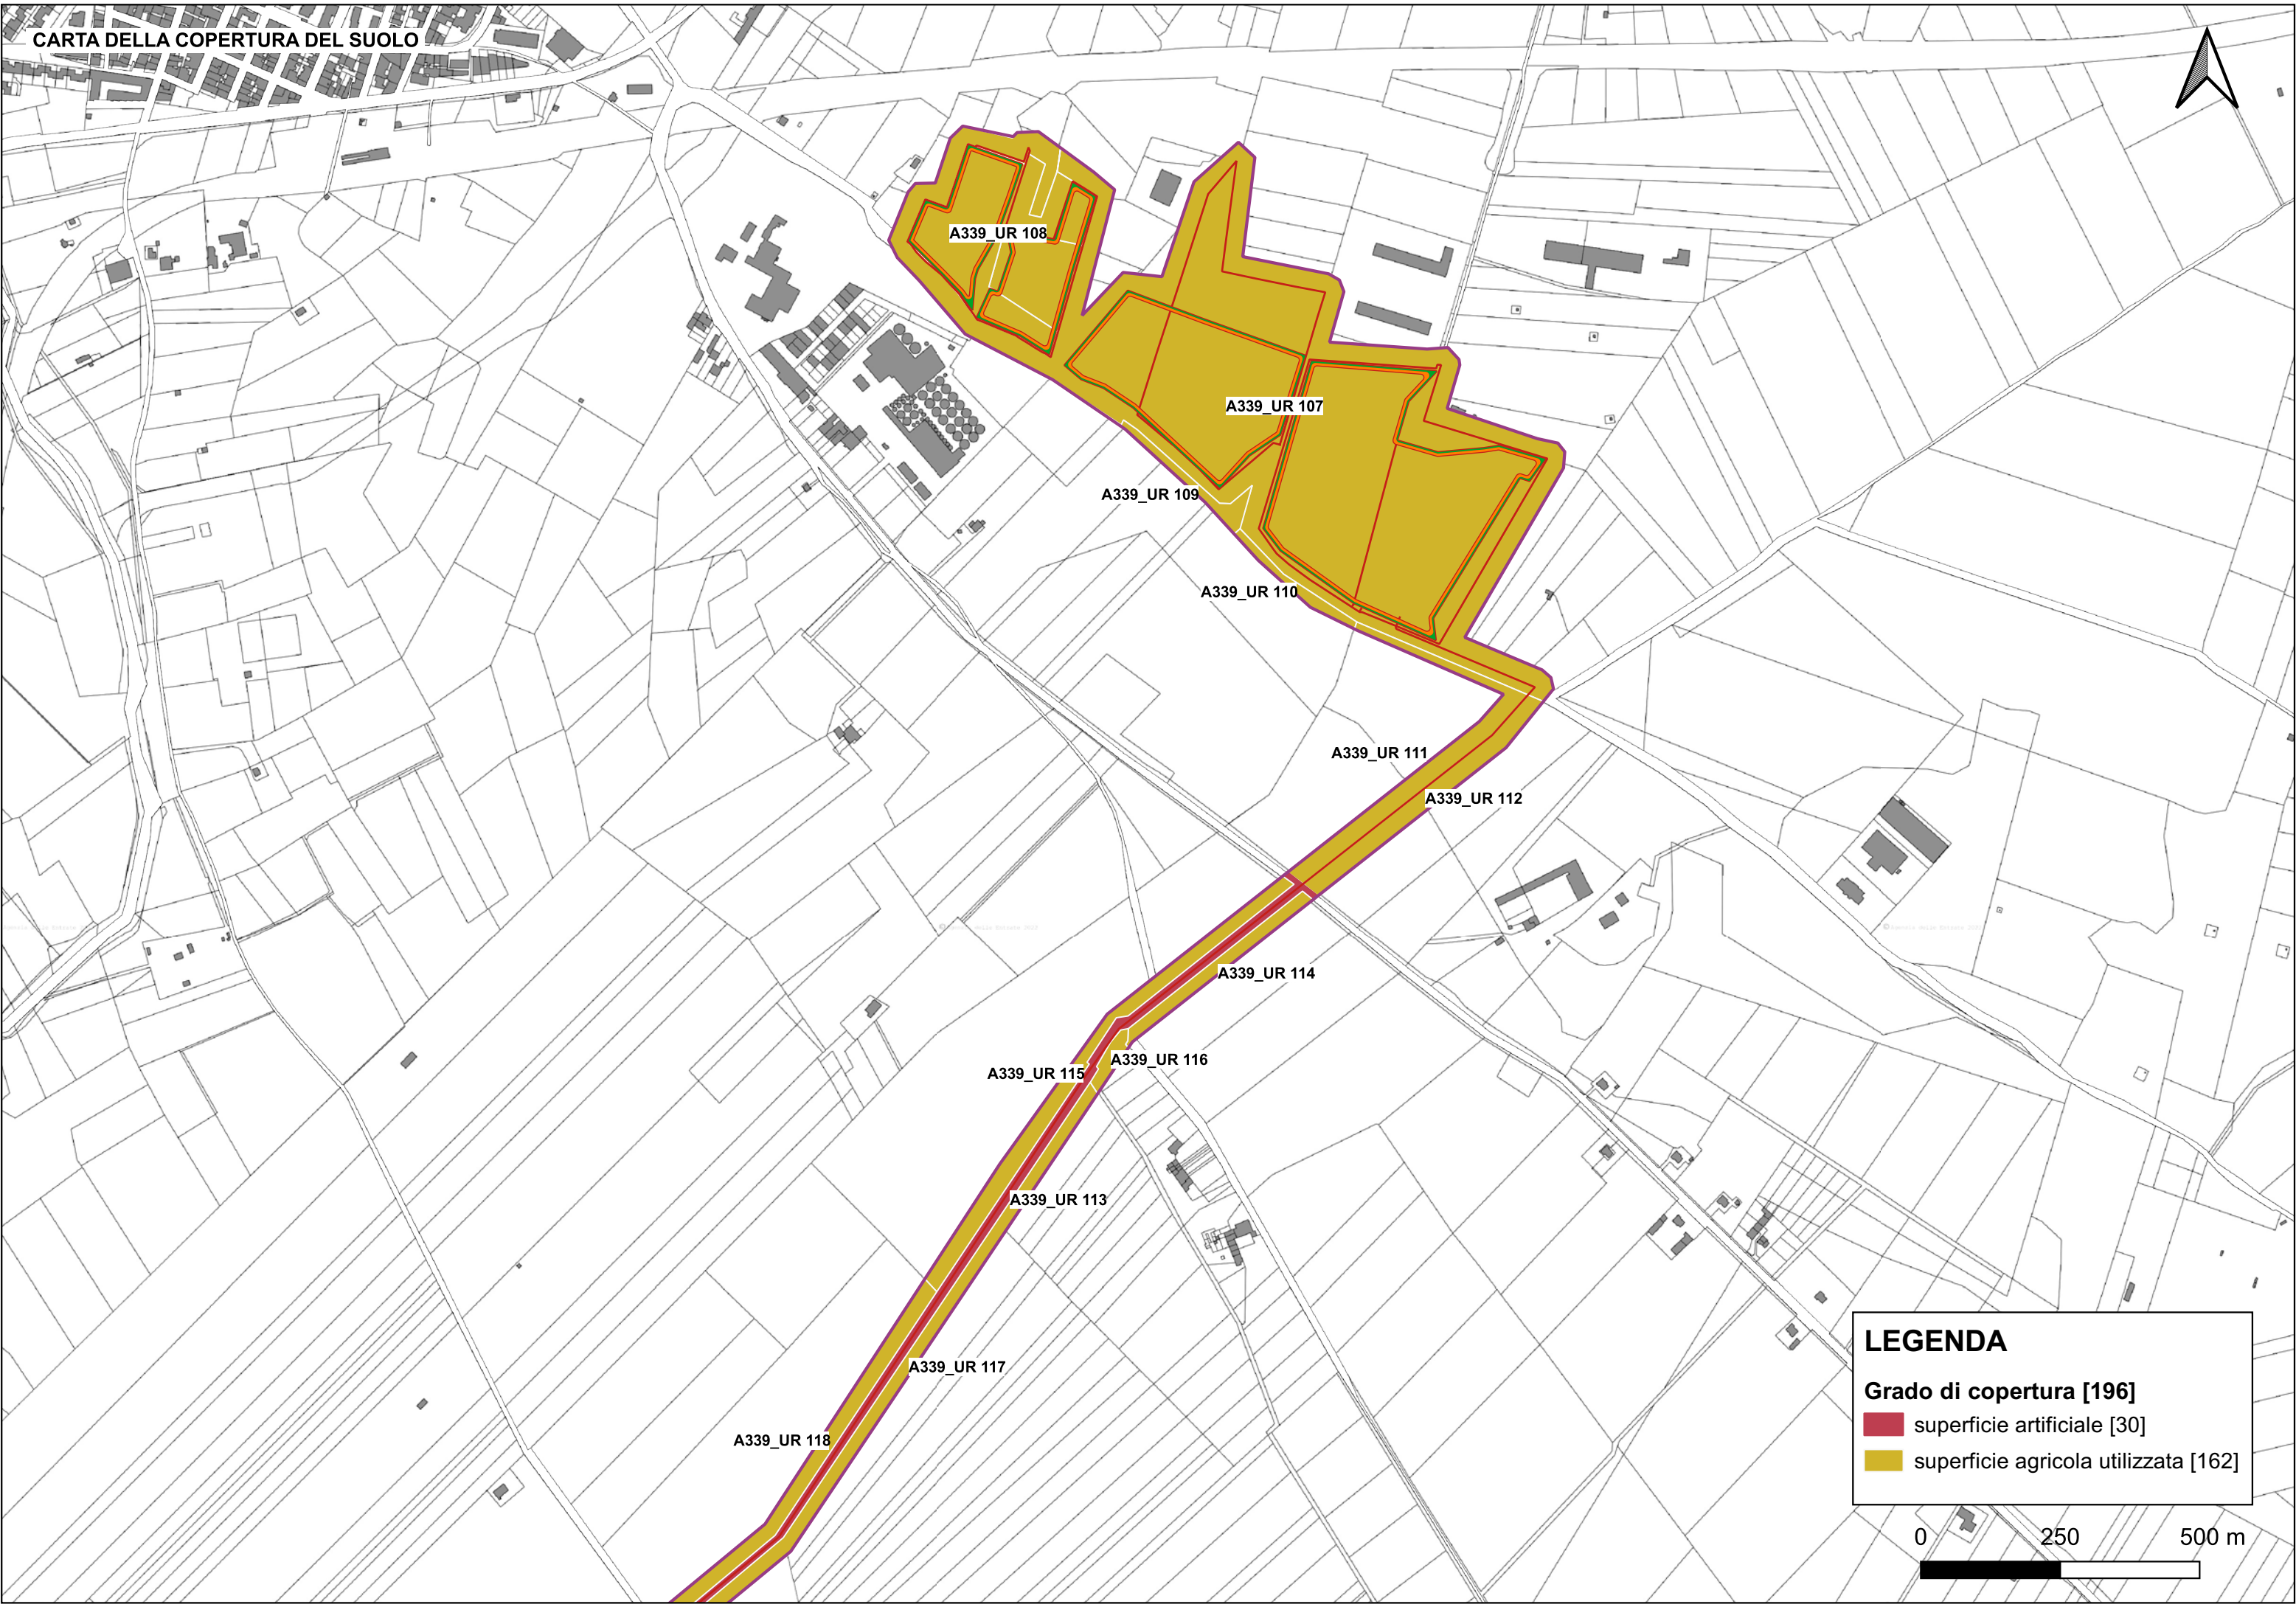 CARTA DELLA COPERTURA DEL SUOLO
A339_UR 108
A339_UR 107
A339_UR 109
A339_UR 110
A339_UR 111
A339_UR 112
A339_UR 114
A339_UR 116
A339_UR 115
A339_UR 113
A339_UR 117
A339_UR 118
LEGENDA
Grado di copertura [196]
superficie artificiale [30]
superficie agricola utilizzata [162]
0 250 500 m